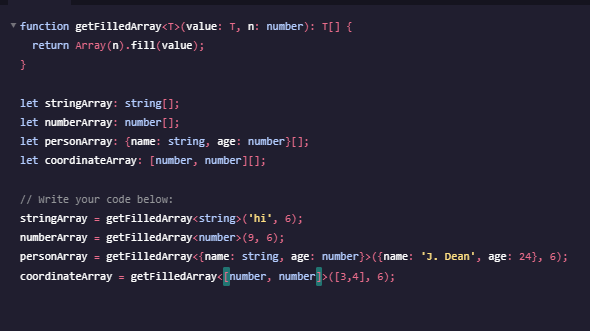 function getFilledArray<T>(value: T, n: number): T[] {
return Array(n).fill(value);
}
let stringArray: string[];
let numberArray: number[];
let personArray: {name: string, age: number}[];
let coordinateArray: [number, number][];
// Write your code below:
stringArray = getFilledArray<string>('hi', 6);
numberArray = getFilledArray<number>(9, 6);
personArray = getFilledArray<{name: string, age: number}>({name: 'J. Dean', age: 24}, 6);
coordinateArray = getFilledArray<[number, number]>([3,4], 6);